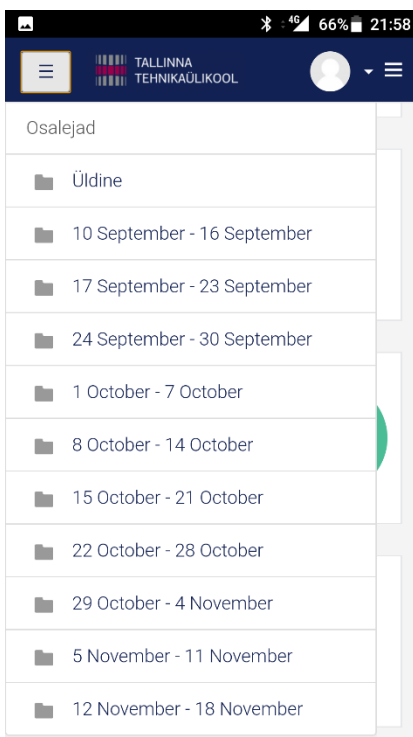 4G 66% 21:58
TALLINNA
TEHNIKAÜLIKOOL
Osalejad
Üldine
10 September - 16 September
17 September - 23 September
24 September - 30 September
1 October - 7 October
8 October - 14 October
15 October - 21 October
22 October - 28 October
29 October - 4 November
5 November - 11 November
12 November - 18 November